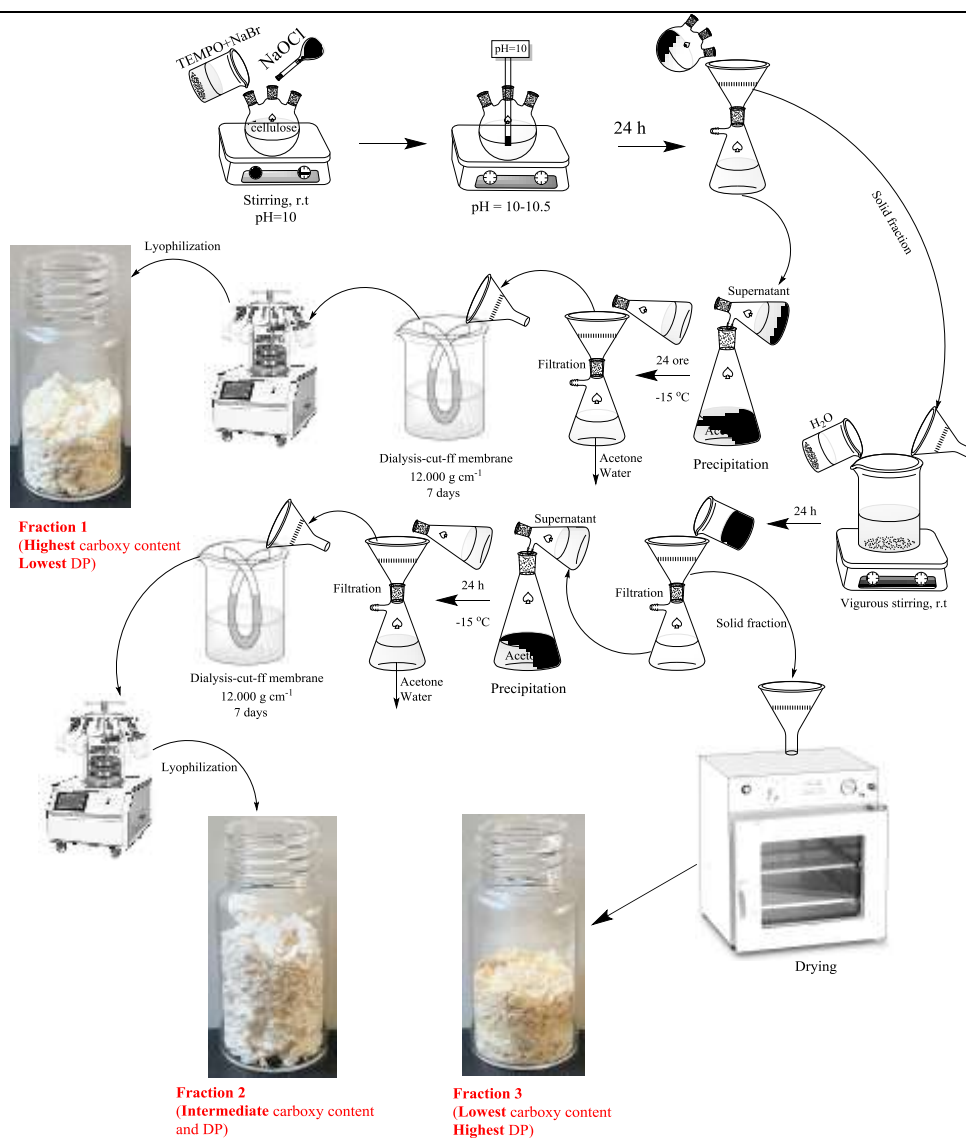 TEMPO+NaBr
NaOCl
cellulose
Stirring, r.t
pH=10
pH=10
pH = 10-10.5
24 h
Solid fraction
Lyophilization
Supernatant
Filtration
24 ore
-15 °C
Acetone
Water
Precipitation
Dialysis-cut-ff membrane
12.000 g cm-1
7 days
H2O
24 h
Vigurous stirring, r.t
Fraction 1
(Highest carboxy content
Lowest DP)
Supernatant
Filtration
24 h
-15 °C
Filtration
Solid fraction
Aceto
Precipitation
Acetone
Water
Dialysis-cut-ff membrane
12.000 g cm-1
7 days
Lyophilization
Drying
Fraction 2
(Intermediate carboxy content
and DP)
Fraction 3
(Lowest carboxy content
Highest DP)